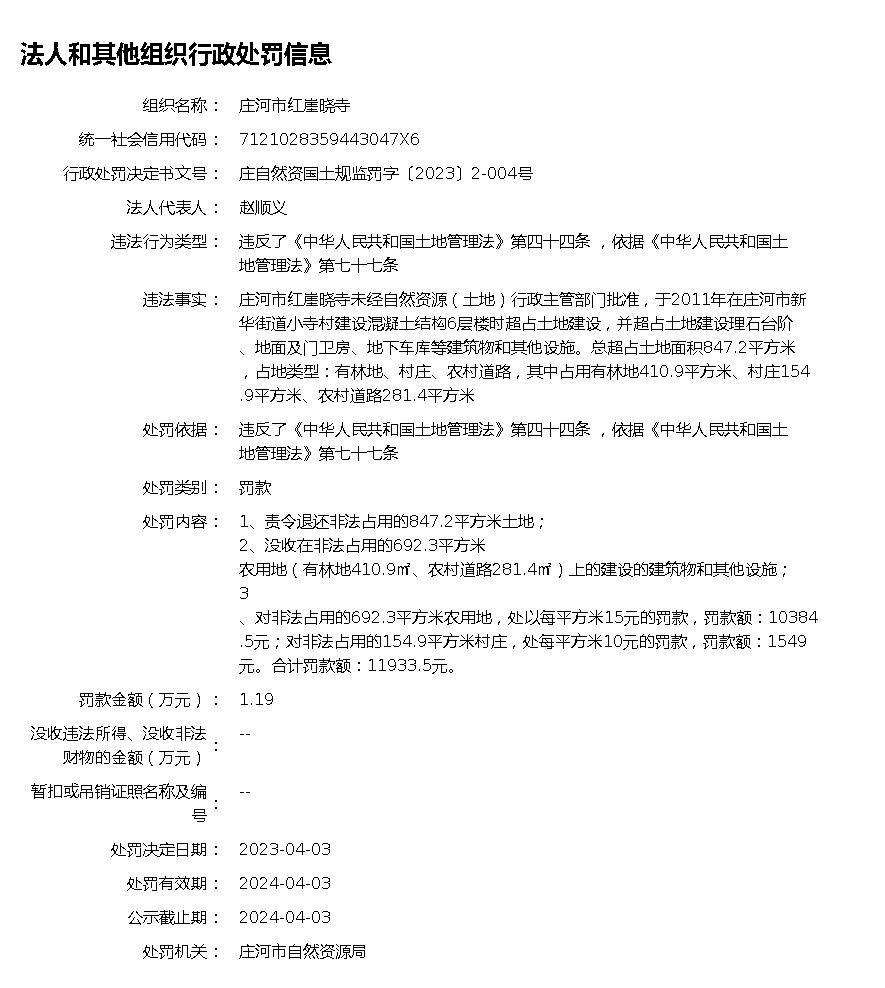 法人和其他组织行政处罚信息
组织名称： 庄河市红崖晓寺
统一社会信用代码： 7121028359443047X6
行政处罚决定书文号： 庄自然资国土规监罚字〔2023〕2-004号
法人代表人： 赵顺义
违法行为类型： 违反了《中华人民共和国土地管理法》第四十四条 ，依据《中华人民共和国土
地管理法》第七十七条
违法事实： 庄河市红崖晓寺未经自然资源（土地）行政主管部门批准，于2011年在庄河市新
华街道小寺村建设混凝土结构6层楼时超占土地建设，并超占土地建设理石台阶
、地面及门卫房、地下车库等建筑物和其他设施。总超占土地面积847.2平方米
，占地类型：有林地、村庄、农村道路，其中占用有林地410.9平方米、村庄154
.9平方米、农村道路281.4平方米
处罚依据： 违反了《中华人民共和国土地管理法》第四十四条 ，依据《中华人民共和国土
地管理法》第七十七条
处罚类别： 罚款
处罚内容： 1、责令退还非法占用的847.2平方米土地；
2、没收在非法占用的692.3平方米
农用地（有林地410.9㎡、农村道路281.4㎡）上的建设的建筑物和其他设施；
3
、对非法占用的692.3平方米农用地，处以每平方米15元的罚款，罚款额：10384
.5元；对非法占用的154.9平方米村庄，处每平方米10元的罚款，罚款额：1549
元。合计罚款额：11933.5元。
罚款金额（万元）： 1.19
没收违法所得、没收非法
财物的金额（万元）： --
暂扣或吊销证照名称及编
号： --
处罚决定日期： 2023-04-03
处罚有效期： 2024-04-03
公示截止期： 2024-04-03
处罚机关： 庄河市自然资源局